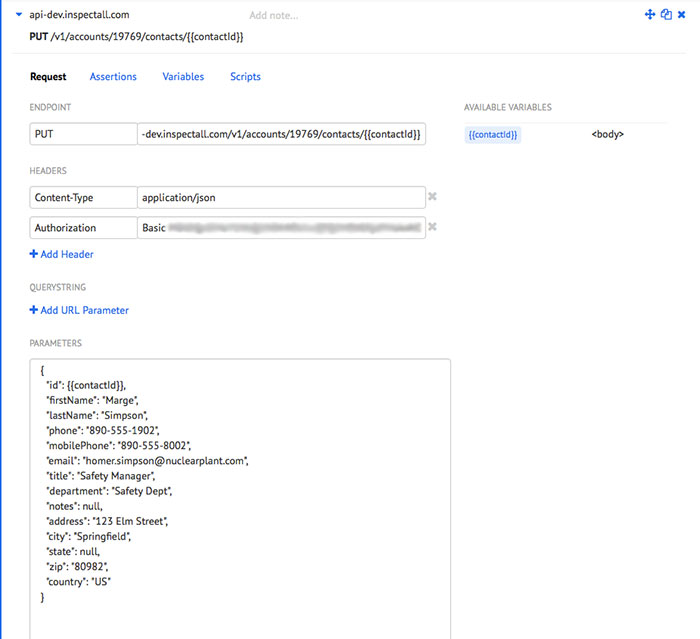 api-dev.inspectall.com Add note...
PUT /v1/accounts/19769/contacts/{{contactId}}
Request Assertions Variables Scripts
ENDPOINT AVAILABLE VARIABLES
PUT -dev.inspectall.com/v1/accounts/19769/contacts/{{contactId}} {{contactId}} <body>
HEADERS
Content-Type application/json
Authorization Basic
Add Header
QUERYSTRING
Add URL Parameter
PARAMETERS
{
"id": {{contactId}},
"firstName": "Marge",
"lastName": "Simpson",
"phone": "890-555-1902",
"mobilePhone": "890-555-8002",
"email": "homer.simpson@nuclearplant.com",
"title": "Safety Manager",
"department": "Safety Dept",
"notes": null,
"address": "123 Elm Street",
"city": "Springfield",
"state": null,
"zip": "80982",
"country": "US"
}